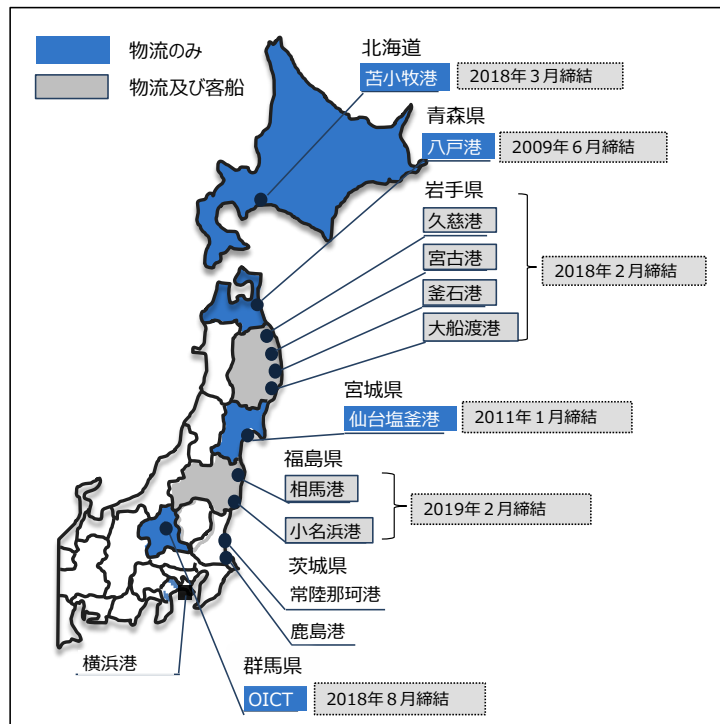 物流のみ
物流及び客船
北海道
苫小牧港
2018年3月締結
青森県
八戸港
2009年6月締結
岩手県
久慈港
宮古港
釜石港
大船渡港
2018年2月締結
宮城県
仙台塩釜港
2011年1月締結
福島県
相馬港
小名浜港
2019年2月締結
茨城県
常陸那珂港
鹿島港
横浜港
群馬県
OICT
2018年8月締結